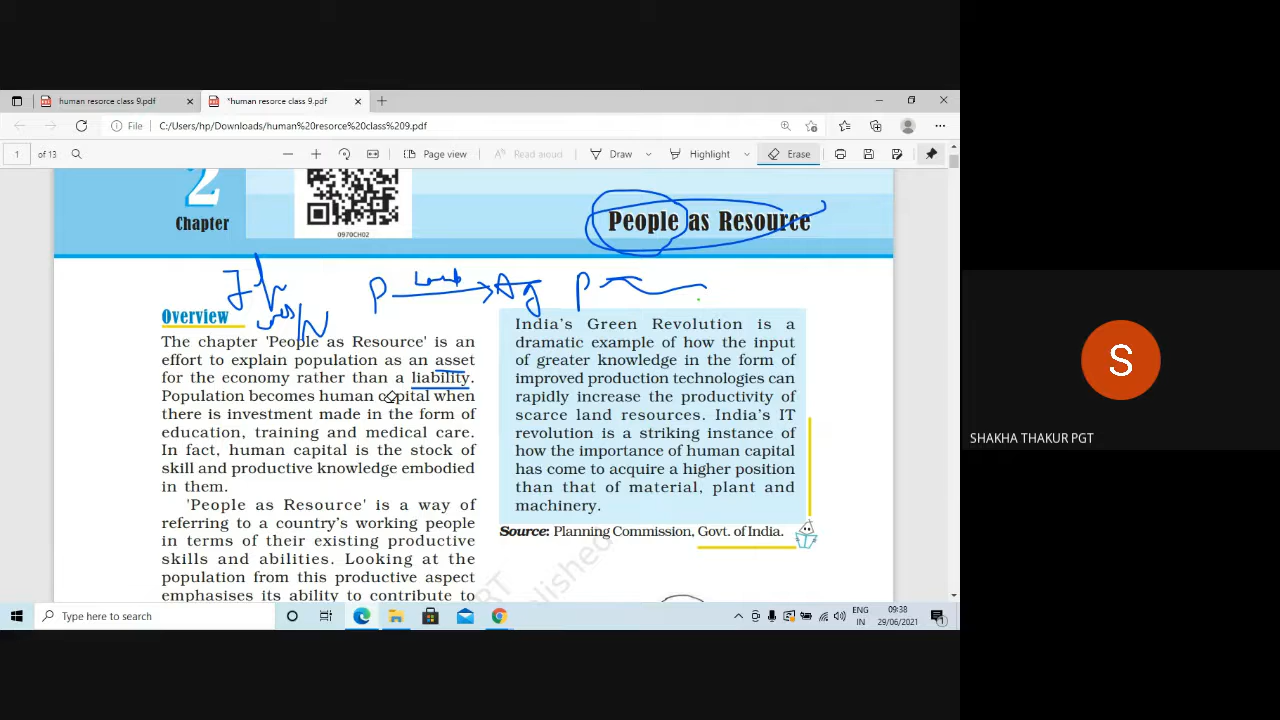 human resorce class 9.pdf
*human resorce class 9.pdf
File
C:/Users/hp/Downloads/human%20resorce%20class%209.pdf
1 of 13
Page view
Read aloud
Draw
Highlight
Erase
2
Chapter
0970CH02
People as Resource
P
Ag
P
Overview
The chapter 'People as Resource' is an
effort to explain population as an asset
for the economy rather than a liability.
Population becomes human capital when
there is investment made in the form of
education, training and medical care.
In fact, human capital is the stock of
skill and productive knowledge embodied
in them.
'People as Resource' is a way of
referring to a country's working people
in terms of their existing productive
skills and abilities. Looking at the
population from this productive aspect
emphasises its ability to contribute to
India's Green Revolution is a
dramatic example of how the input
of greater knowledge in the form of
improved production technologies can
rapidly increase the productivity of
scarce land resources. India's IT
revolution is a striking instance of
how the importance of human capital
has come to acquire a higher position
than that of material, plant and
machinery.
Source: Planning Commission, Govt. of India.
S
SHAKHA THAKUR PGT
Type here to search
ENG
IN
09:38
29/06/2021
1